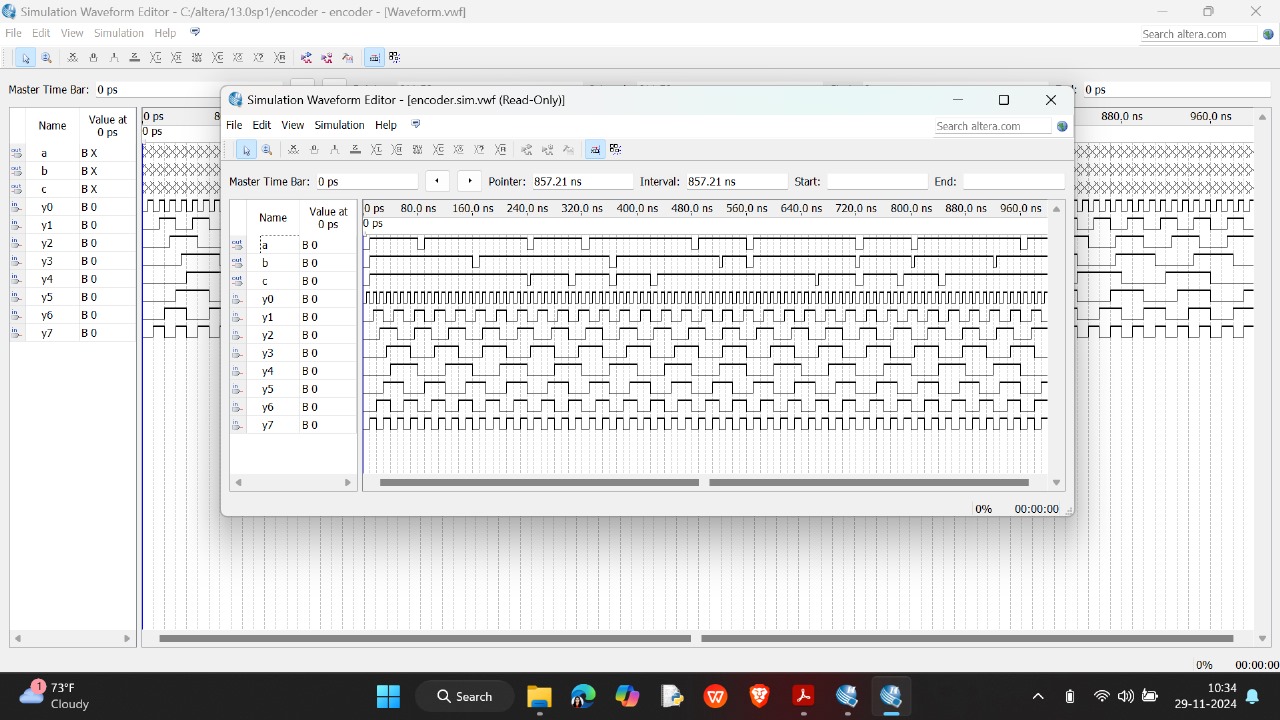 Simulation Waveform Editor - C:/altera/13.0sp1/encoder - encoder - [Waveform.vwf]
File Edit View Simulation Help
Search altera.com
Master Time Bar: 0 ps
0 ps
Name Value at 0 ps
0 ps
880.0 ns 960.0 ns
0 ps
a B X
b B X
c B X
y0 B 0
y1 B 0
y2 B 0
y3 B 0
y4 B 0
y5 B 0
y6 B 0
y7 B 0
Simulation Waveform Editor - [encoder.sim.vwf (Read-Only)]
File Edit View Simulation Help
Search altera.com
Master Time Bar: 0 ps Pointer: 857.21 ns Interval: 857.21 ns Start: End:
Name Value at 0 ps
0 ps 80.0 ns 160.0 ns 240.0 ns 320.0 ns 400.0 ns 480.0 ns 560.0 ns 640.0 ns 720.0 ns 800.0 ns 880.0 ns 960.0 ns
0 ps
a B 0
b B 0
c B 0
y0 B 0
y1 B 0
y2 B 0
y3 B 0
y4 B 0
y5 B 0
y6 B 0
y7 B 0
0% 00:00:00
0% 00:00:00
1
73°F
Cloudy
Search
10:34
29-11-2024